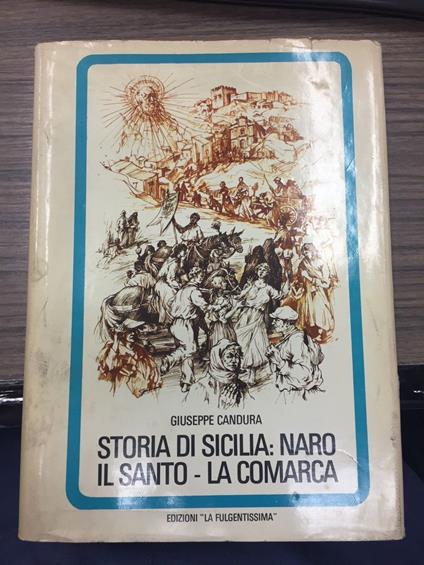 GIUSEPPE CANDURA
STORIA DI SICILIA: NARO
IL SANTO - LA COMARCA
EDIZIONI "LA FULGENTISSIMA"